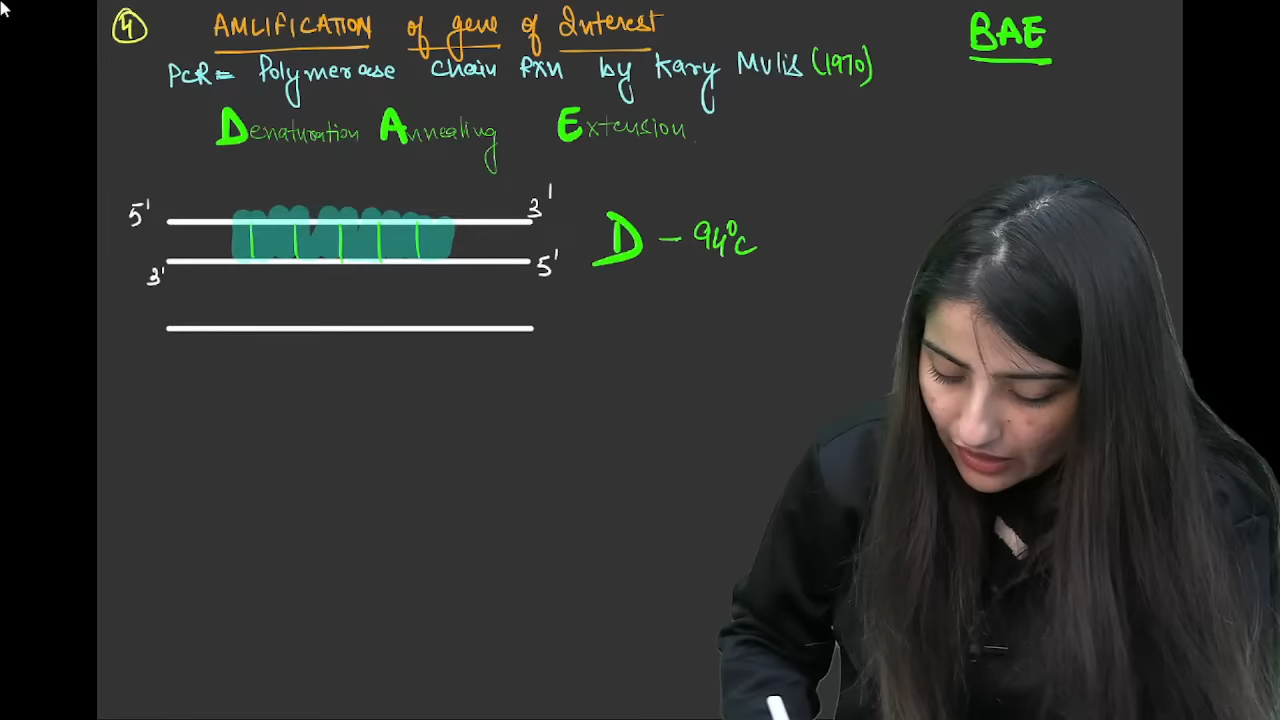 4 AMLIFICATION of gene of Interest
BAE
PCR = Polymerase Chain RXn by Kary Mulis (1970)
Denaturation Annealing Extension
5' 3'
D - 94°c
3' 5'